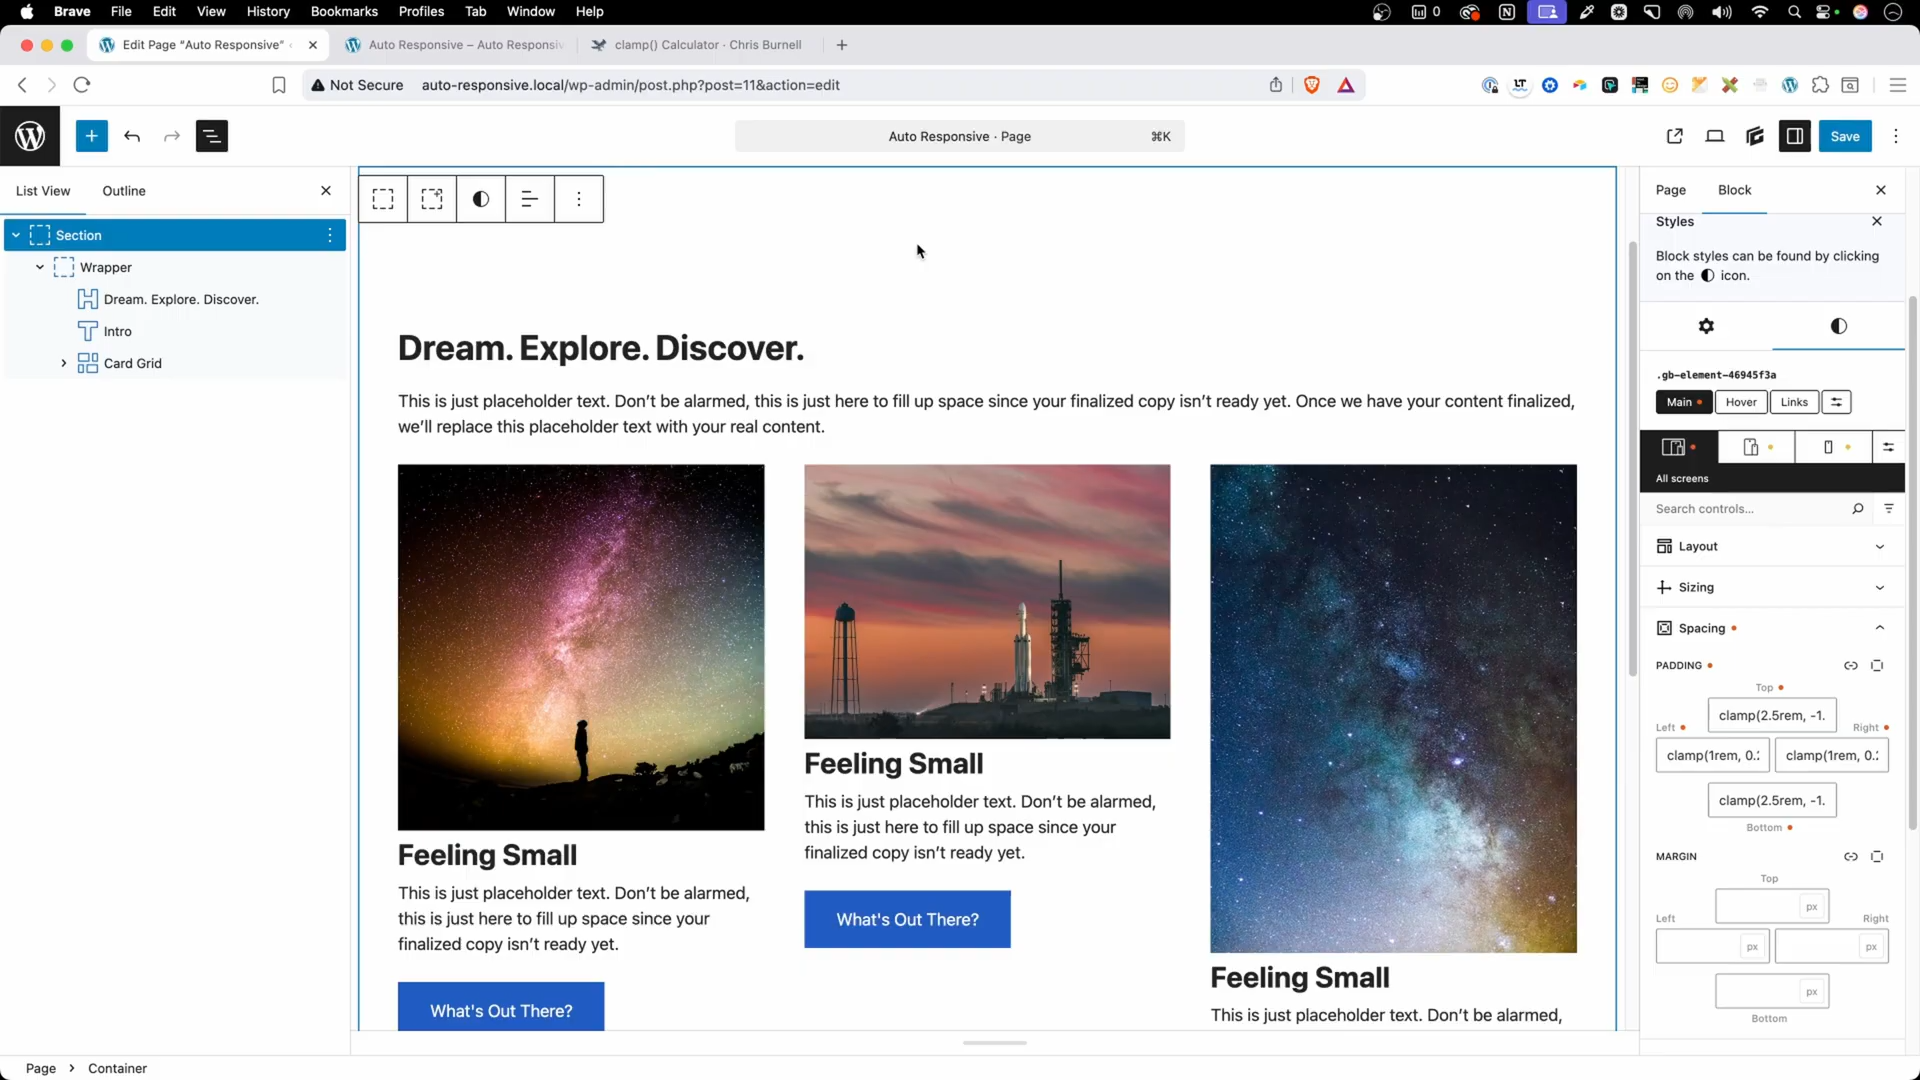 Brave File Edit View History Bookmarks Profiles Tab Window Help 0
Edit Page “Auto Responsive”
Auto Responsive – Auto Responsiv
clamp() Calculator · Chris Burnell
Not Secure auto-responsive.local/wp-admin/post.php?post=11&action=edit
Auto Responsive · Page ⌘K
Save
List View Outline
Section
Wrapper
Dream. Explore. Discover.
Intro
Card Grid
Dream. Explore. Discover.
This is just placeholder text. Don’t be alarmed, this is just here to fill up space since your finalized copy isn’t ready yet. Once we have your content finalized,
we’ll replace this placeholder text with your real content.
Feeling Small
This is just placeholder text. Don’t be alarmed,
this is just here to fill up space since your
finalized copy isn’t ready yet.
What's Out There?
Feeling Small
This is just placeholder text. Don’t be alarmed,
this is just here to fill up space since your
finalized copy isn’t ready yet.
What's Out There?
Feeling Small
This is just placeholder text. Don’t be alarmed,
Page Block
Styles
Block styles can be found by clicking
on the icon.
.gb-element-46945f3a
Main Hover Links
All screens
Search controls...
Layout
Sizing
Spacing
PADDING
Top
clamp(2.5rem, -1.
Left Right
clamp(1rem, 0.: clamp(1rem, 0.:
clamp(2.5rem, -1.
Bottom
MARGIN
Top
px
Left Right
px px
px
Bottom
Page Container